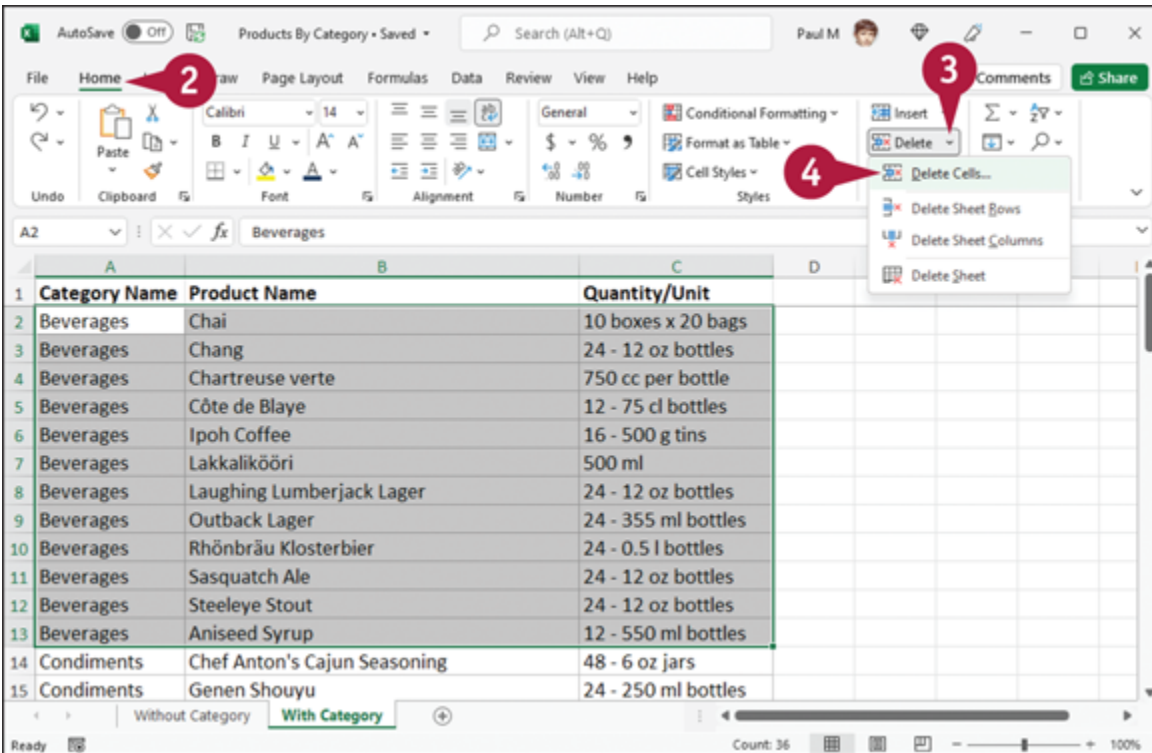 AutoSave Off Products By Category • Saved Search (Alt+Q) Paul M
File Home raw Page Layout Formulas Data Review View Help Comments Share
2
3
Paste
Calibri 14
B I U A A
A
General
$ % 9
Conditional Formatting
Format as Table
Cell Styles
Insert
Delete
Σ
4
Delete Cells...
Delete Sheet Rows
Delete Sheet Columns
Delete Sheet
Undo Clipboard Font Alignment Number Styles
A2 fx Beverages
A B C D
1 Category Name Product Name Quantity/Unit
2 Beverages Chai 10 boxes x 20 bags
3 Beverages Chang 24 - 12 oz bottles
4 Beverages Chartreuse verte 750 cc per bottle
5 Beverages Côte de Blaye 12 - 75 cl bottles
6 Beverages Ipoh Coffee 16 - 500 g tins
7 Beverages Lakkalikööri 500 ml
8 Beverages Laughing Lumberjack Lager 24 - 12 oz bottles
9 Beverages Outback Lager 24 - 355 ml bottles
10 Beverages Rhönbräu Klosterbier 24 - 0.5 l bottles
11 Beverages Sasquatch Ale 24 - 12 oz bottles
12 Beverages Steeleye Stout 24 - 12 oz bottles
13 Beverages Aniseed Syrup 12 - 550 ml bottles
14 Condiments Chef Anton's Cajun Seasoning 48 - 6 oz jars
15 Condiments Genen Shouyu 24 - 250 ml bottles
Without Category With Category
Ready Count: 36 100%